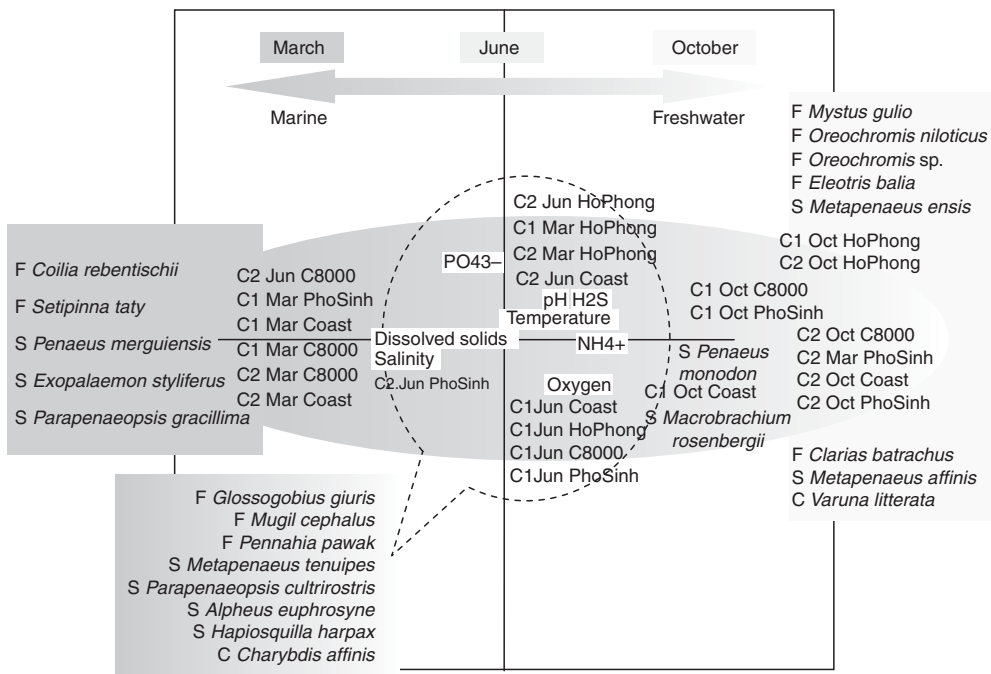 March
June
October
Marine
Freshwater
F Mystus gulio
F Oreochromis niloticus
F Oreochromis sp.
F Eleotris balia
S Metapenaeus ensis
C1 Oct HoPhong
C2 Oct HoPhong
F Coilia rebentischii
F Setipinna taty
S Penaeus merguiensis
S Exopalaemon styliferus
S Parapenaeopsis gracillima
C2 Jun C8000
C1 Mar PhoSinh
C1 Mar Coast
C1 Mar C8000
C2 Mar C8000
C2 Mar Coast
C2 Jun HoPhong
C1 Mar HoPhong
C2 Mar HoPhong
PO43–
C2 Jun Coast
pH H2S
Temperature
Dissolved solids
Salinity
NH4+
C2.Jun PhoSinh
Oxygen
C1Jun Coast
C1Jun HoPhong
C1Jun C8000
C1Jun PhoSinh
C1 Oct C8000
C1 Oct PhoSinh
S Penaeus
monodon
C1 Oct Coast
S Macrobrachium
rosenbergii
C2 Oct C8000
C2 Mar PhoSinh
C2 Oct Coast
C2 Oct PhoSinh
F Clarias batrachus
S Metapenaeus affinis
C Varuna litterata
F Glossogobius giuris
F Mugil cephalus
F Pennahia pawak
S Metapenaeus tenuipes
S Parapenaeopsis cultrirostris
S Alpheus euphrosyne
S Hapiosquilla harpax
C Charybdis affinis